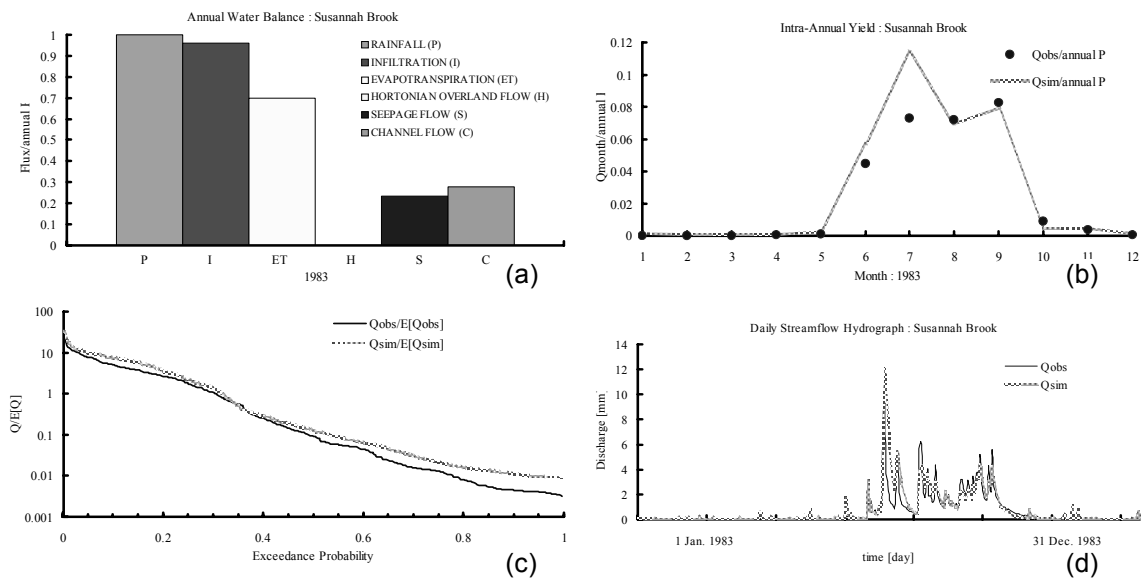 Annual Water Balance : Susannah Brook
Flux/annual I
1
0.9
0.8
0.7
0.6
0.5
0.4
0.3
0.2
0.1
0
RAINFALL (P)
INFILTRATION (I)
EVAPOTRANSPIRATION (ET)
HORTONIAN OVERLAND FLOW (H)
SEEPAGE FLOW (S)
CHANNEL FLOW (C)
P I ET H S C
1983
(a)
Intra-Annual Yield : Susannah Brook
Qmonth/annual I
0.12
0.1
0.08
0.06
0.04
0.02
0
Qobs/annual P
Qsim/annual P
1 2 3 4 5 6 7 8 9 10 11 12
Month : 1983
(b)
Q/E[Q]
100
10
1
0.1
0.01
0.001
Qobs/E[Qobs]
Qsim/E[Qsim]
0 0.2 0.4 0.6 0.8 1
Exceedance Probability
(c)
Daily Streamflow Hydrograph : Susannah Brook
Discharge [mm]
14
12
10
8
6
4
2
0
Qobs
Qsim
1 Jan. 1983 31 Dec. 1983
time [day]
(d)